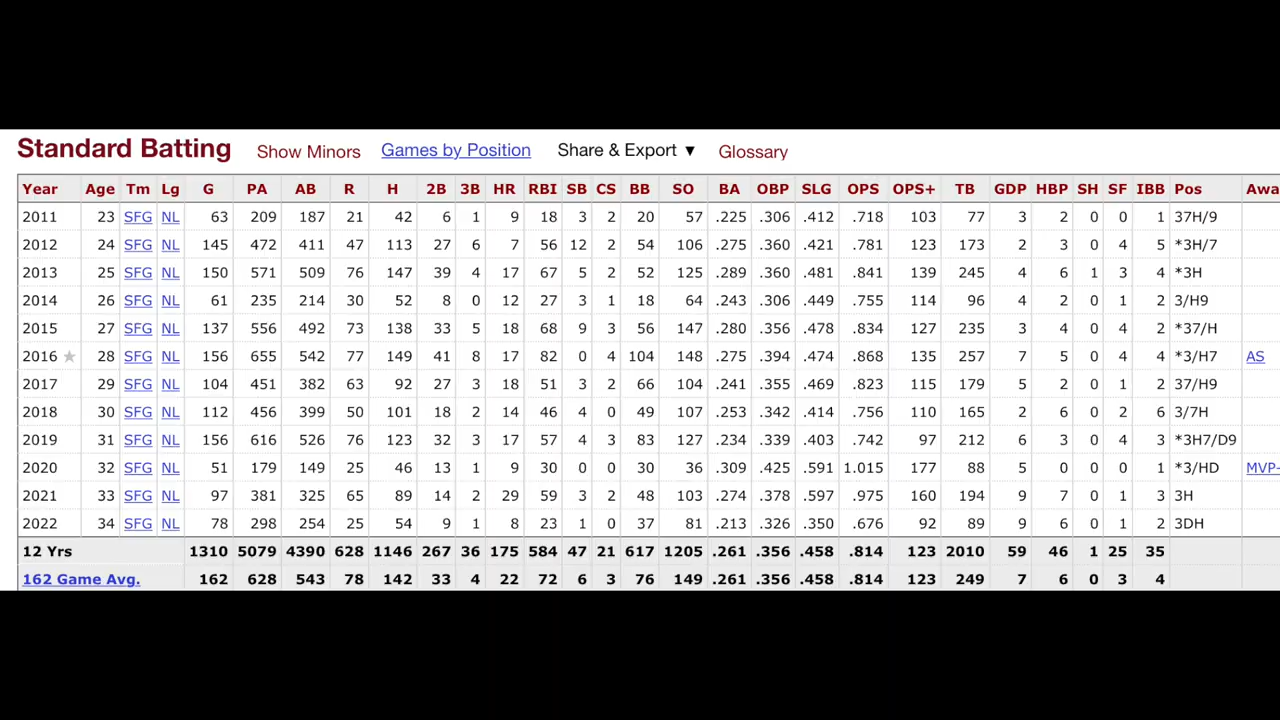 Standard Batting Show Minors Games by Position Share & Export ▼ Glossary
Year Age Tm Lg G PA AB R H 2B 3B HR RBI SB CS BB SO BA OBP SLG OPS OPS+ TB GDP HBP SH SF IBB Pos Awa
2011 23 SFG NL 63 209 187 21 42 6 1 9 18 3 2 20 57 .225 .306 .412 .718 103 77 3 2 0 0 1 37H/9
2012 24 SFG NL 145 472 411 47 113 27 6 7 56 12 2 54 106 .275 .360 .421 .781 123 173 2 3 0 4 5 *3H/7
2013 25 SFG NL 150 571 509 76 147 39 4 17 67 5 2 52 125 .289 .360 .481 .841 139 245 4 6 1 3 4 *3H
2014 26 SFG NL 61 235 214 30 52 8 0 12 27 3 1 18 64 .243 .306 .449 .755 114 96 4 2 0 1 2 3/H9
2015 27 SFG NL 137 556 492 73 138 33 5 18 68 9 3 56 147 .280 .356 .478 .834 127 235 3 4 0 4 2 *37/H
2016 ★ 28 SFG NL 156 655 542 77 149 41 8 17 82 0 4 104 148 .275 .394 .474 .868 135 257 7 5 0 4 4 *3/H7 AS
2017 29 SFG NL 104 451 382 63 92 27 3 18 51 3 2 66 104 .241 .355 .469 .823 115 179 5 2 0 1 2 37/H9
2018 30 SFG NL 112 456 399 50 101 18 2 14 46 4 0 49 107 .253 .342 .414 .756 110 165 2 6 0 2 6 3/7H
2019 31 SFG NL 156 616 526 76 123 32 3 17 57 4 3 83 127 .234 .339 .403 .742 97 212 6 3 0 4 3 *3H7/D9
2020 32 SFG NL 51 179 149 25 46 13 1 9 30 0 0 30 36 .309 .425 .591 1.015 177 88 5 0 0 0 1 *3/HD MVP-
2021 33 SFG NL 97 381 325 65 89 14 2 29 59 3 2 48 103 .274 .378 .597 .975 160 194 9 7 0 1 3 3H
2022 34 SFG NL 78 298 254 25 54 9 1 8 23 1 0 37 81 .213 .326 .350 .676 92 89 9 6 0 1 2 3DH
12 Yrs 1310 5079 4390 628 1146 267 36 175 584 47 21 617 1205 .261 .356 .458 .814 123 2010 59 46 1 25 35
162 Game Avg. 162 628 543 78 142 33 4 22 72 6 3 76 149 .261 .356 .458 .814 123 249 7 6 0 3 4